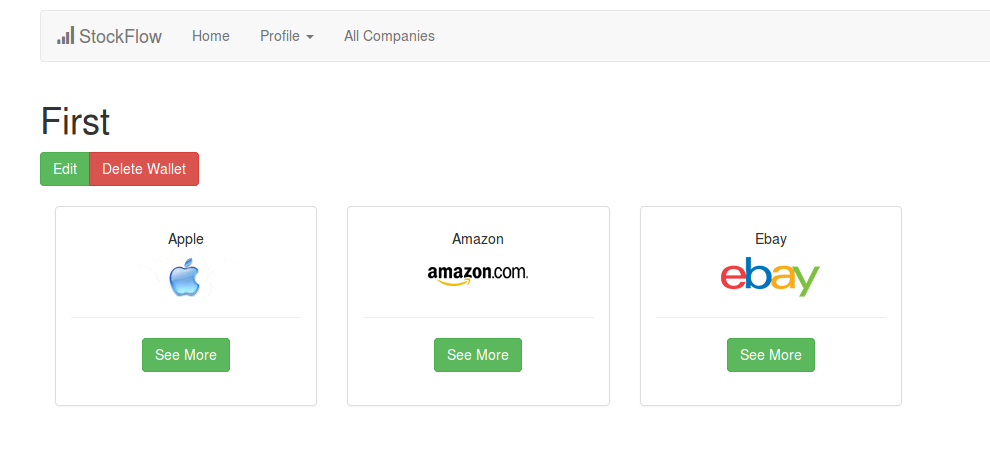 StockFlow Home Profile All Companies
First
Edit Delete Wallet
Apple Amazon Ebay
amazon.com. ebay
See More See More See More